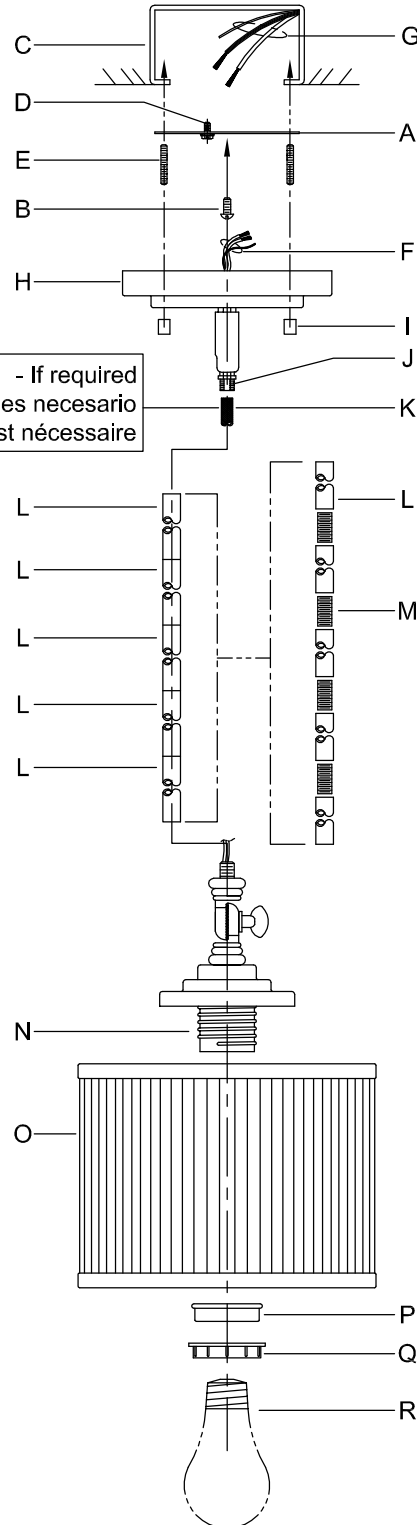 C
G
D
A
E
B
F
H
I
J
- If required
es necesario
st nécessaire
K
L
L
L
M
L
L
L
N
O
P
Q
R